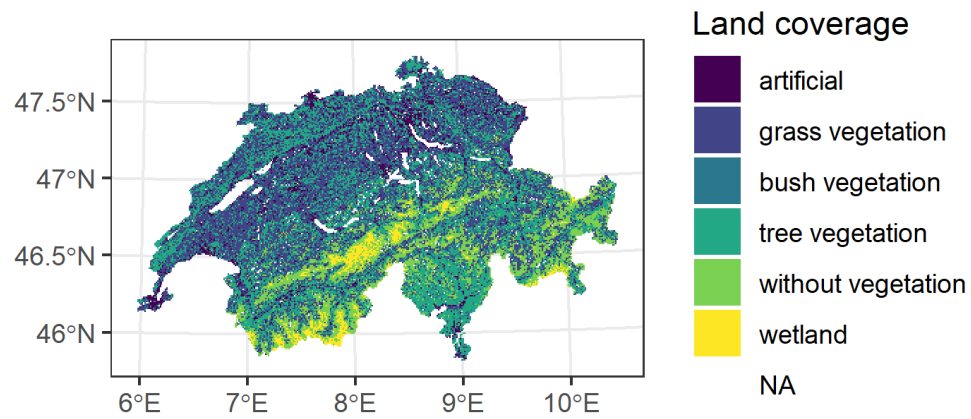 Land coverage
artificial
grass vegetation
bush vegetation
tree vegetation
without vegetation
wetland
NA
47.5°N
47°N
46.5°N
46°N
6°E 7°E 8°E 9°E 10°E